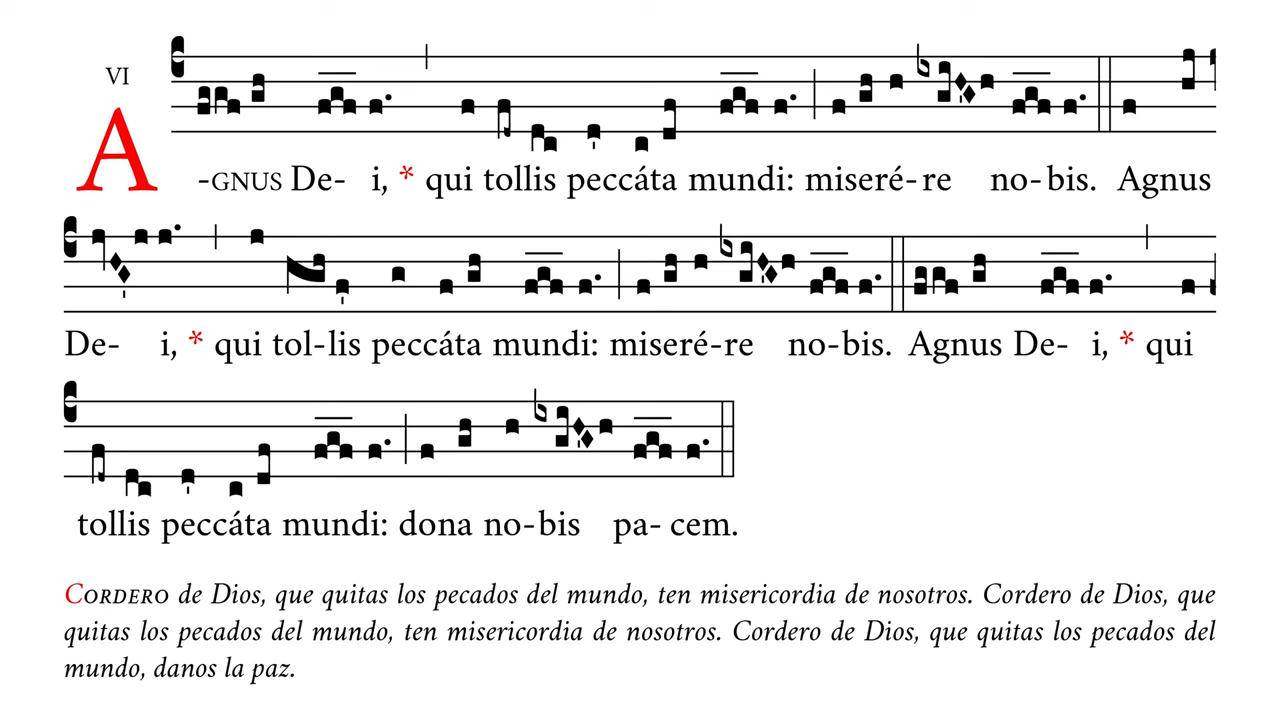 VI
A-GNUS De- i, * qui tollis peccáta mundi: miseré-re no-bis. Agnus
De- i, * qui tol-lis peccáta mundi: miseré-re no-bis. Agnus De- i, * qui
tollis peccáta mundi: dona no-bis pa- cem.
CORDERO de Dios, que quitas los pecados del mundo, ten misericordia de nosotros. Cordero de Dios, que
quitas los pecados del mundo, ten misericordia de nosotros. Cordero de Dios, que quitas los pecados del
mundo, danos la paz.